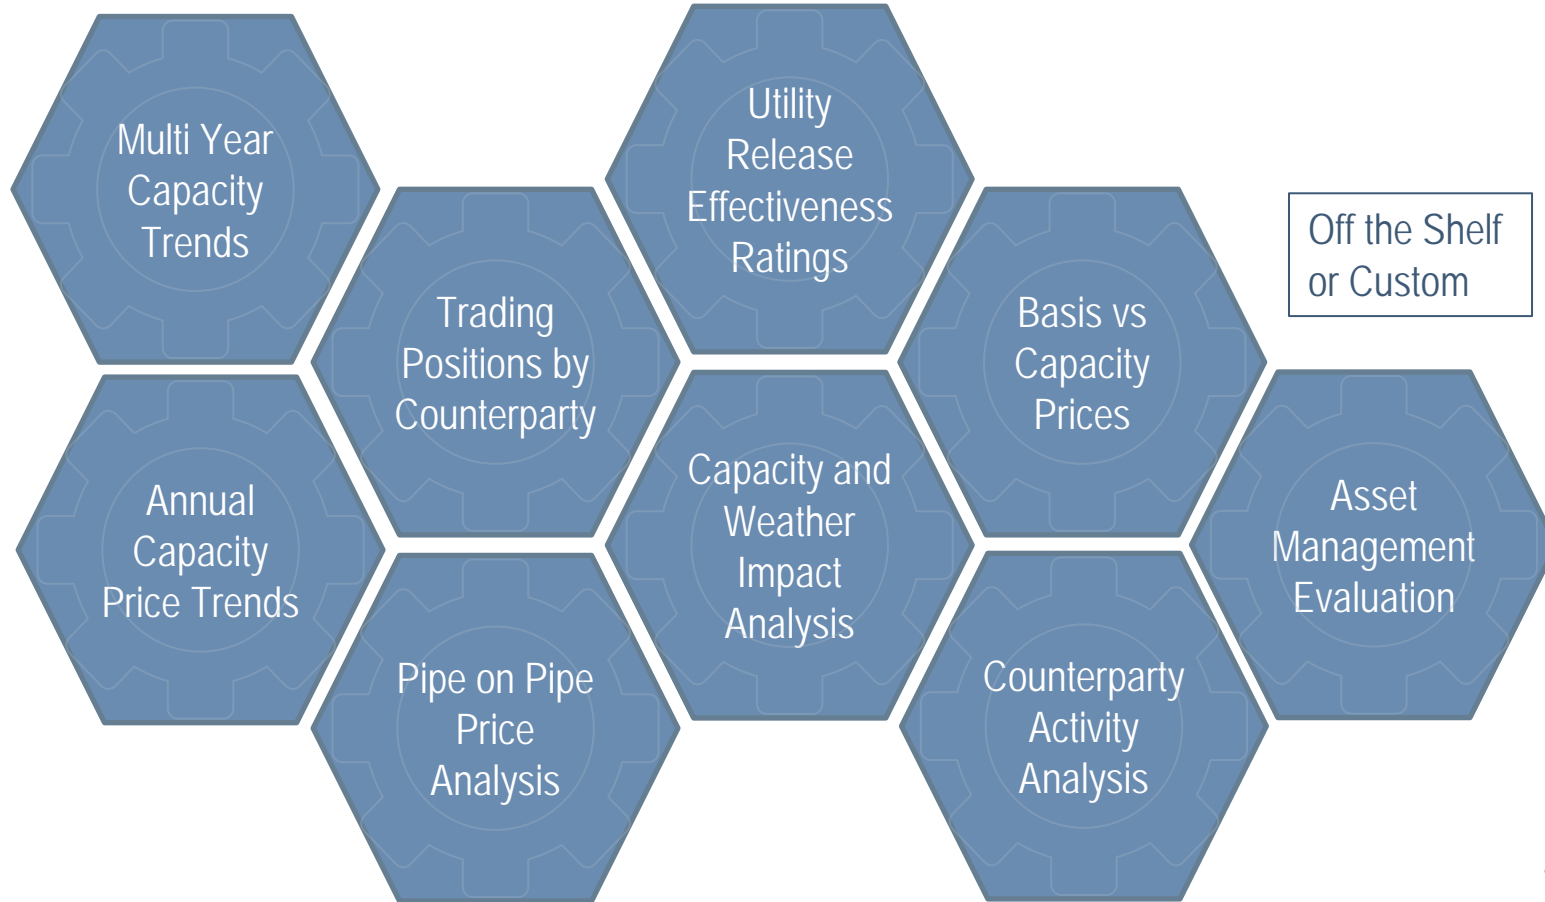 Multi Year
Capacity
Trends
Utility
Release
Effectiveness
Ratings
Off the Shelf
or Custom
Trading
Positions by
Counterparty
Basis vs
Capacity
Prices
Annual
Capacity
Price Trends
Capacity and
Weather
Impact
Analysis
Asset
Management
Evaluation
Pipe on Pipe
Price
Analysis
Counterparty
Activity
Analysis